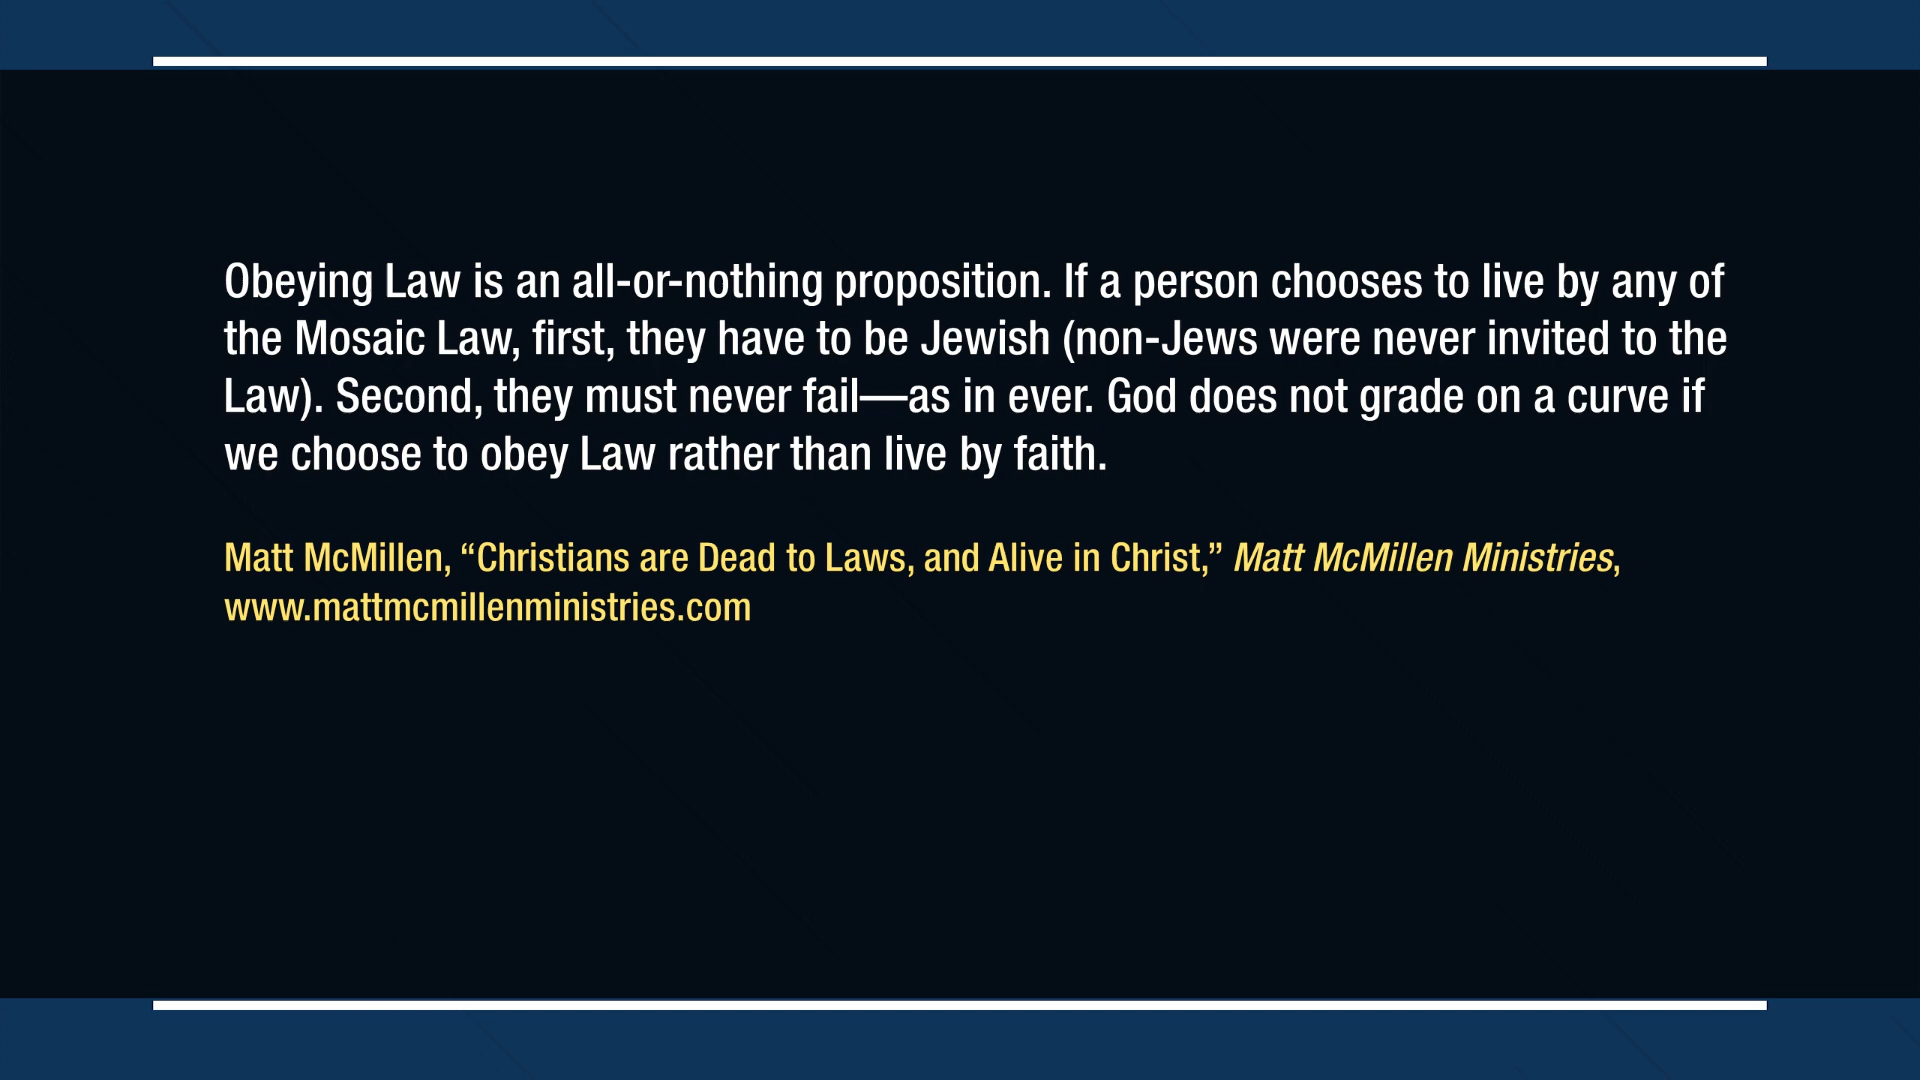 Obeying Law is an all-or-nothing proposition. If a person chooses to live by any of
the Mosaic Law, first, they have to be Jewish (non-Jews were never invited to the
Law). Second, they must never fail—as in ever. God does not grade on a curve if
we choose to obey Law rather than live by faith.
Matt McMillen, “Christians are Dead to Laws, and Alive in Christ,” Matt McMillen Ministries,
www.mattmcmillenministries.com